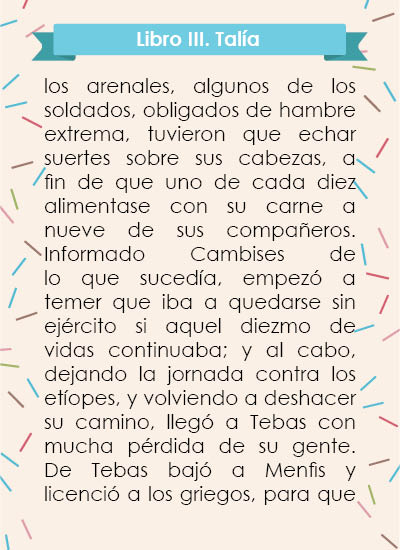 Libro III. Talía
los arenales, algunos de los
soldados, obligados de hambre
extrema, tuvieron que echar
suertes sobre sus cabezas, a
fin de que uno de cada diez
alimentase con su carne a
nueve de sus compañeros.
Informado Cambises de
lo que sucedía, empezó a
temer que iba a quedarse sin
ejército si aquel diezmo de
vidas continuaba; y al cabo,
dejando la jornada contra los
etíopes, y volviendo a deshacer
su camino, llegó a Tebas con
mucha pérdida de su gente.
De Tebas bajó a Menfis y
licenció a los griegos, para que